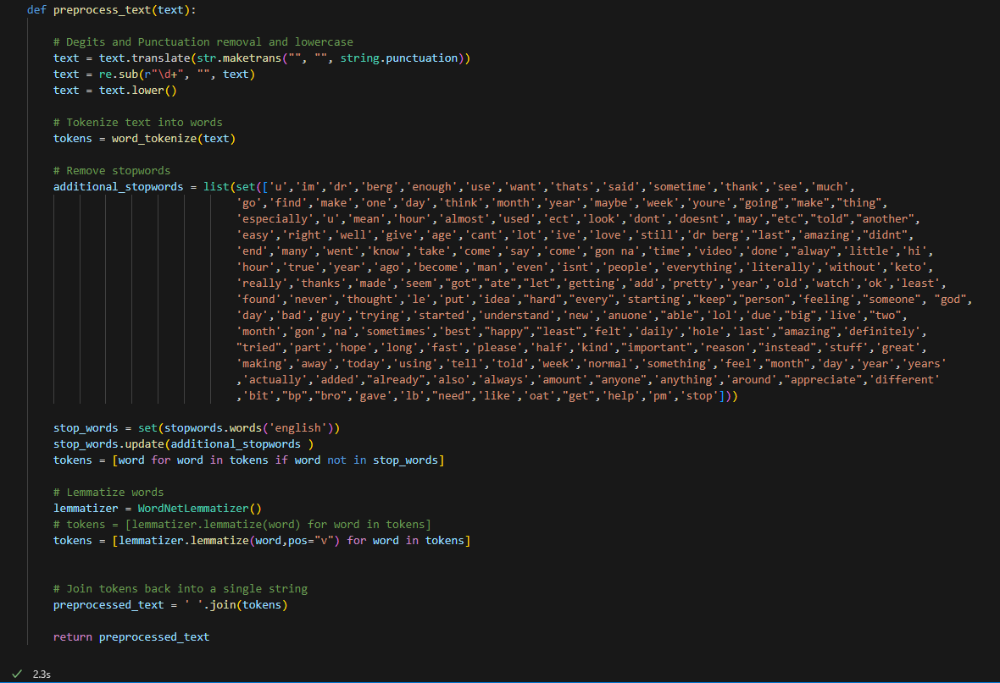 def preprocess_text(text):
# Degits and Punctuation removal and lowercase
text = text.translate(str.maketrans("", "", string.punctuation))
text = re.sub(r"\d+", "", text)
text = text.lower()
# Tokenize text into words
tokens = word_tokenize(text)
# Remove stopwords
additional_stopwords = list(set(['u','im','dr','berg','enough','use','want','thats','said','sometime','thank','see','much',
'go','find','make','one','day','think','month','year','maybe','week','youre',"going","make","thing",
'especially','u','mean','hour','almost','used','ect','look','dont','doesnt','may',"etc","told","another",
'easy','right','well','give','age','cant','lot','ive','love','still','dr berg',"last",'amazing',"didnt",
'end','many','went','know','take','come','say','come','gon na','time','video','done',"alway",'little','hi',
'hour','true','year','ago','become','man','even','isnt','people','everything','literally','without','keto',
'really','thanks','made','seem',"got","ate","let",'getting','add','pretty','year','old','watch','ok','least',
'found','never','thought','le','put','idea',"hard","every",'starting',"keep","person",'feeling',"someone", "god",
'day','bad','guy','trying','started','understand','new','anuone',"able",'lol','due',"big",'live',"two",
'month','gon','na','sometimes','best',"happy","least",'felt','daily','hole','last',"amazing",'definitely',
"tried",'part','hope','long','fast','please','half','kind',"important",'reason',"instead",'stuff','great',
'making','away','today','using','tell','told','week','normal','something','feel',"month",'day','year','years'
,'actually','added',"already",'also','always','amount',"anyone",'anything','around',"appreciate",'different'
,'bit',"bp","bro",'gave','lb',"need",'like','oat',"get",'help','pm','stop']))
stop_words = set(stopwords.words('english'))
stop_words.update(additional_stopwords )
tokens = [word for word in tokens if word not in stop_words]
# Lemmatize words
lemmatizer = WordNetLemmatizer()
# tokens = [lemmatizer.lemmatize(word) for word in tokens]
tokens = [lemmatizer.lemmatize(word,pos="v") for word in tokens]
# Join tokens back into a single string
preprocessed_text = ' '.join(tokens)
return preprocessed_text
2.3s